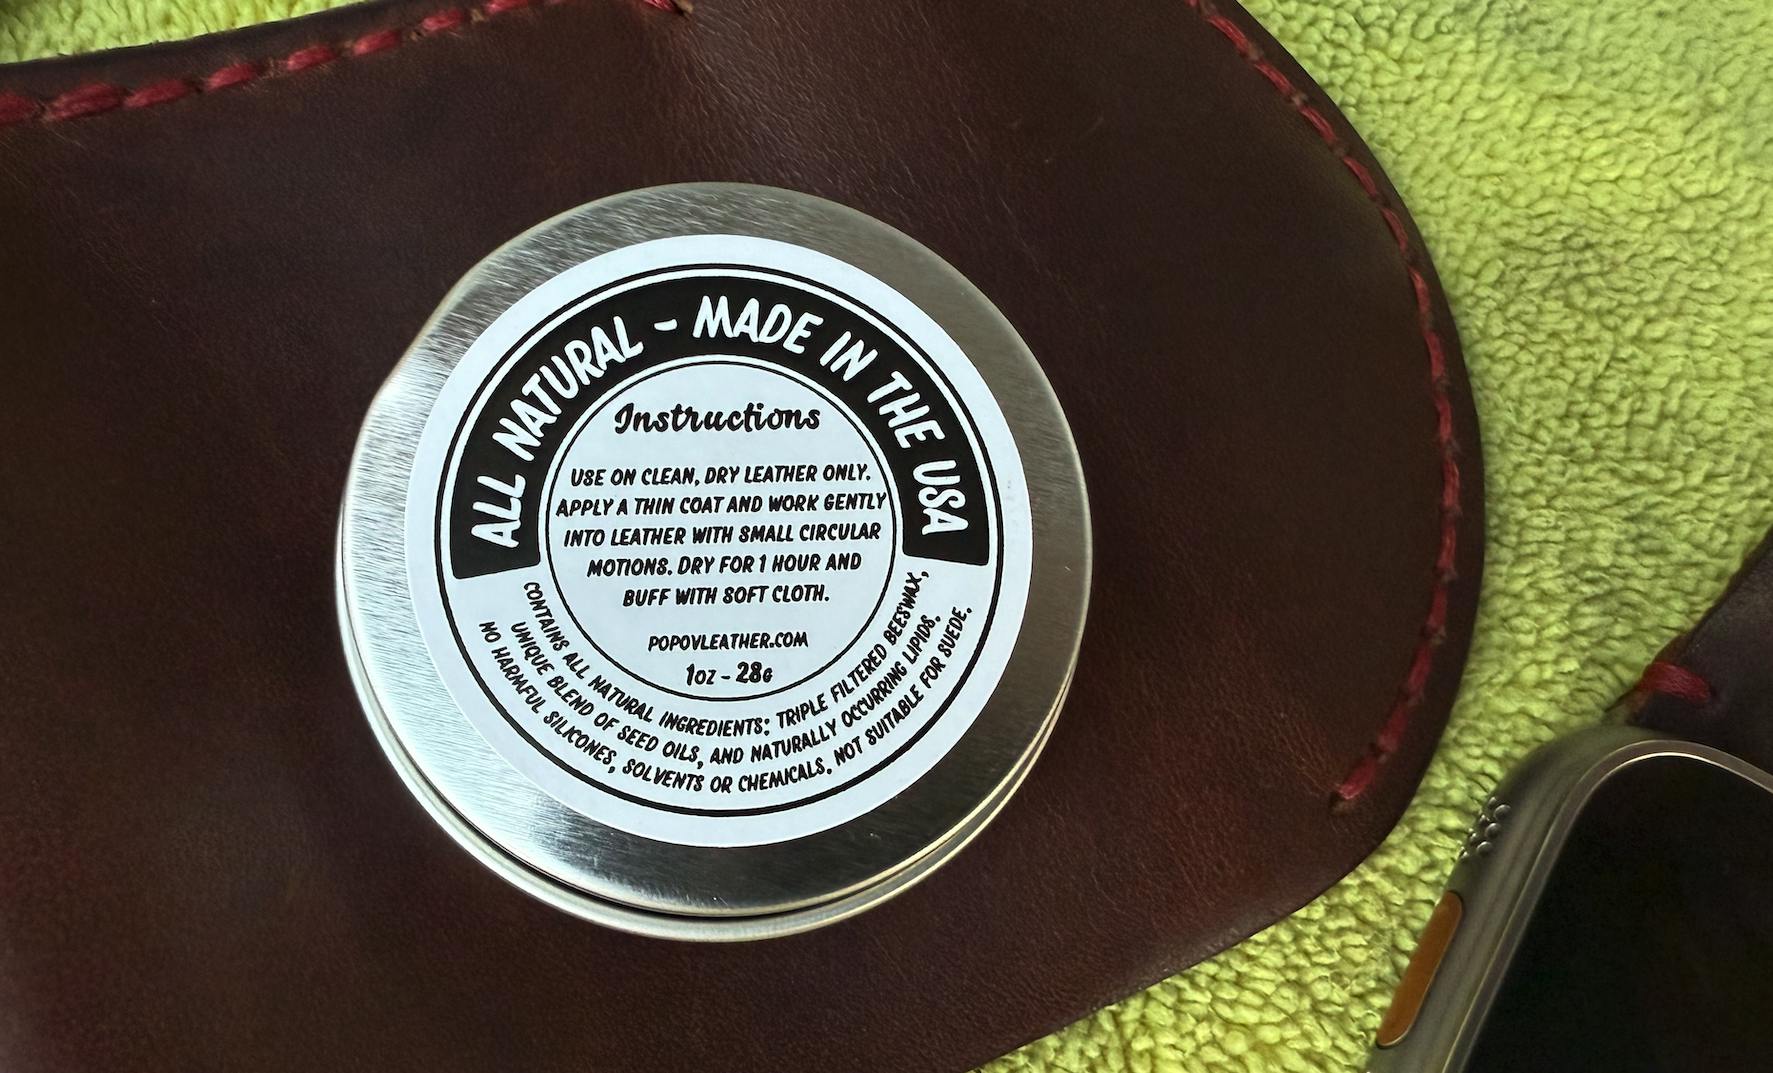 ALL NATURAL - MADE IN THE USA
Instructions
USE ON CLEAN, DRY LEATHER ONLY.
APPLY A THIN COAT AND WORK GENTLY
INTO LEATHER WITH SMALL CIRCULAR
MOTIONS. DRY FOR 1 HOUR AND
BUFF WITH SOFT CLOTH.
POPOVLEATHER.COM
1OZ - 28G
CONTAINS ALL NATURAL INGREDIENTS: TRIPLE FILTERED BEESWAX,
UNIQUE BLEND OF SEED OILS, AND NATURALLY OCCURRING LIPIDS.
NO HARMFUL SILICONES, SOLVENTS OR CHEMICALS. NOT SUITABLE FOR SUEDE.